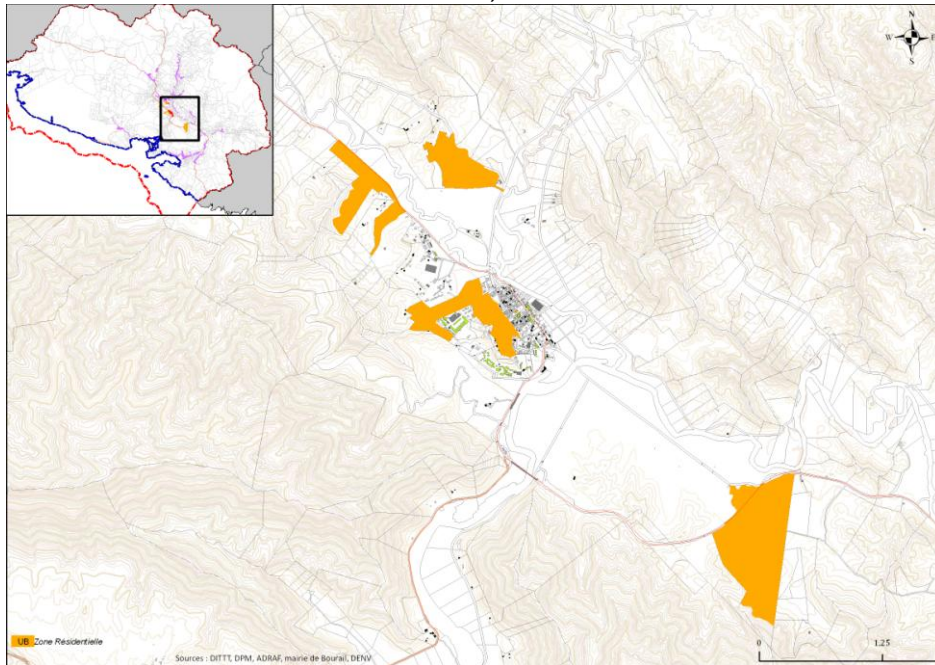 N
W E
S
UB Zone Résidentielle
Sources : DITTT, DPM, ADRAF, mairie de Bourail, DENV
0 1.25